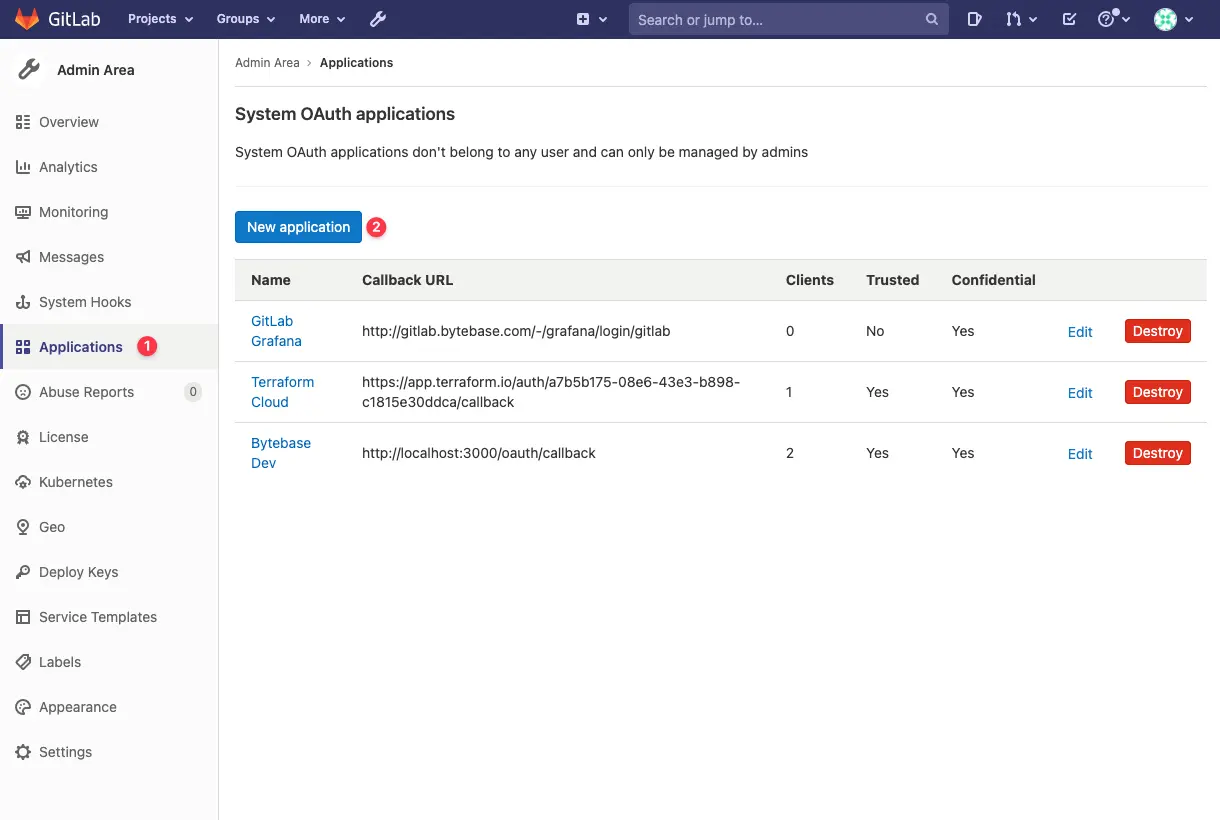 GitLab Projects Groups More Search or jump to...
Admin Area
Overview
Analytics
Monitoring
Messages
System Hooks
Applications 1
Abuse Reports 0
License
Kubernetes
Geo
Deploy Keys
Service Templates
Labels
Appearance
Settings
Admin Area › Applications
System OAuth applications
System OAuth applications don't belong to any user and can only be managed by admins
New application 2
Name Callback URL Clients Trusted Confidential
GitLab
Grafana
http://gitlab.bytebase.com/-/grafana/login/gitlab 0 No Yes Edit Destroy
Terraform
Cloud
https://app.terraform.io/auth/a7b5b175-08e6-43e3-b898-
c1815e30ddca/callback
1 Yes Yes Edit Destroy
Bytebase
Dev
http://localhost:3000/oauth/callback 2 Yes Yes Edit Destroy